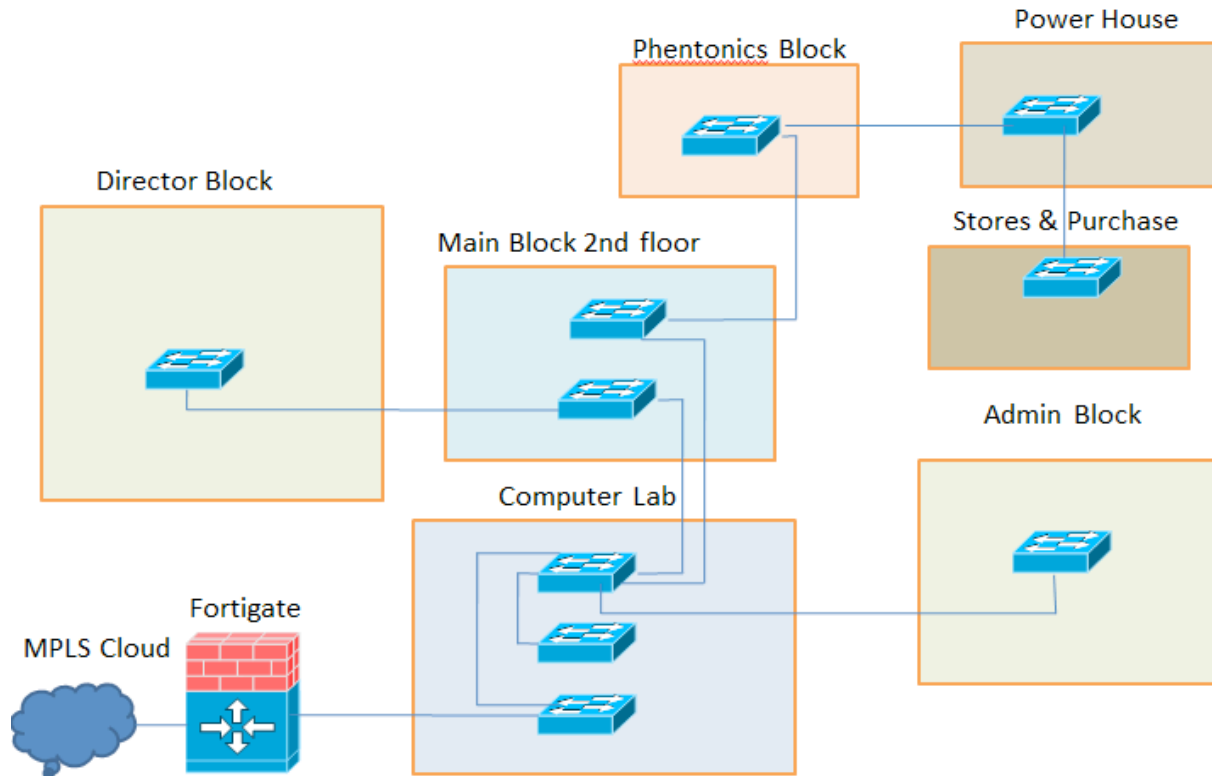 Power House
Phentonics Block
Director Block
Stores & Purchase
Main Block 2nd floor
Admin Block
Computer Lab
Fortigate
MPLS Cloud